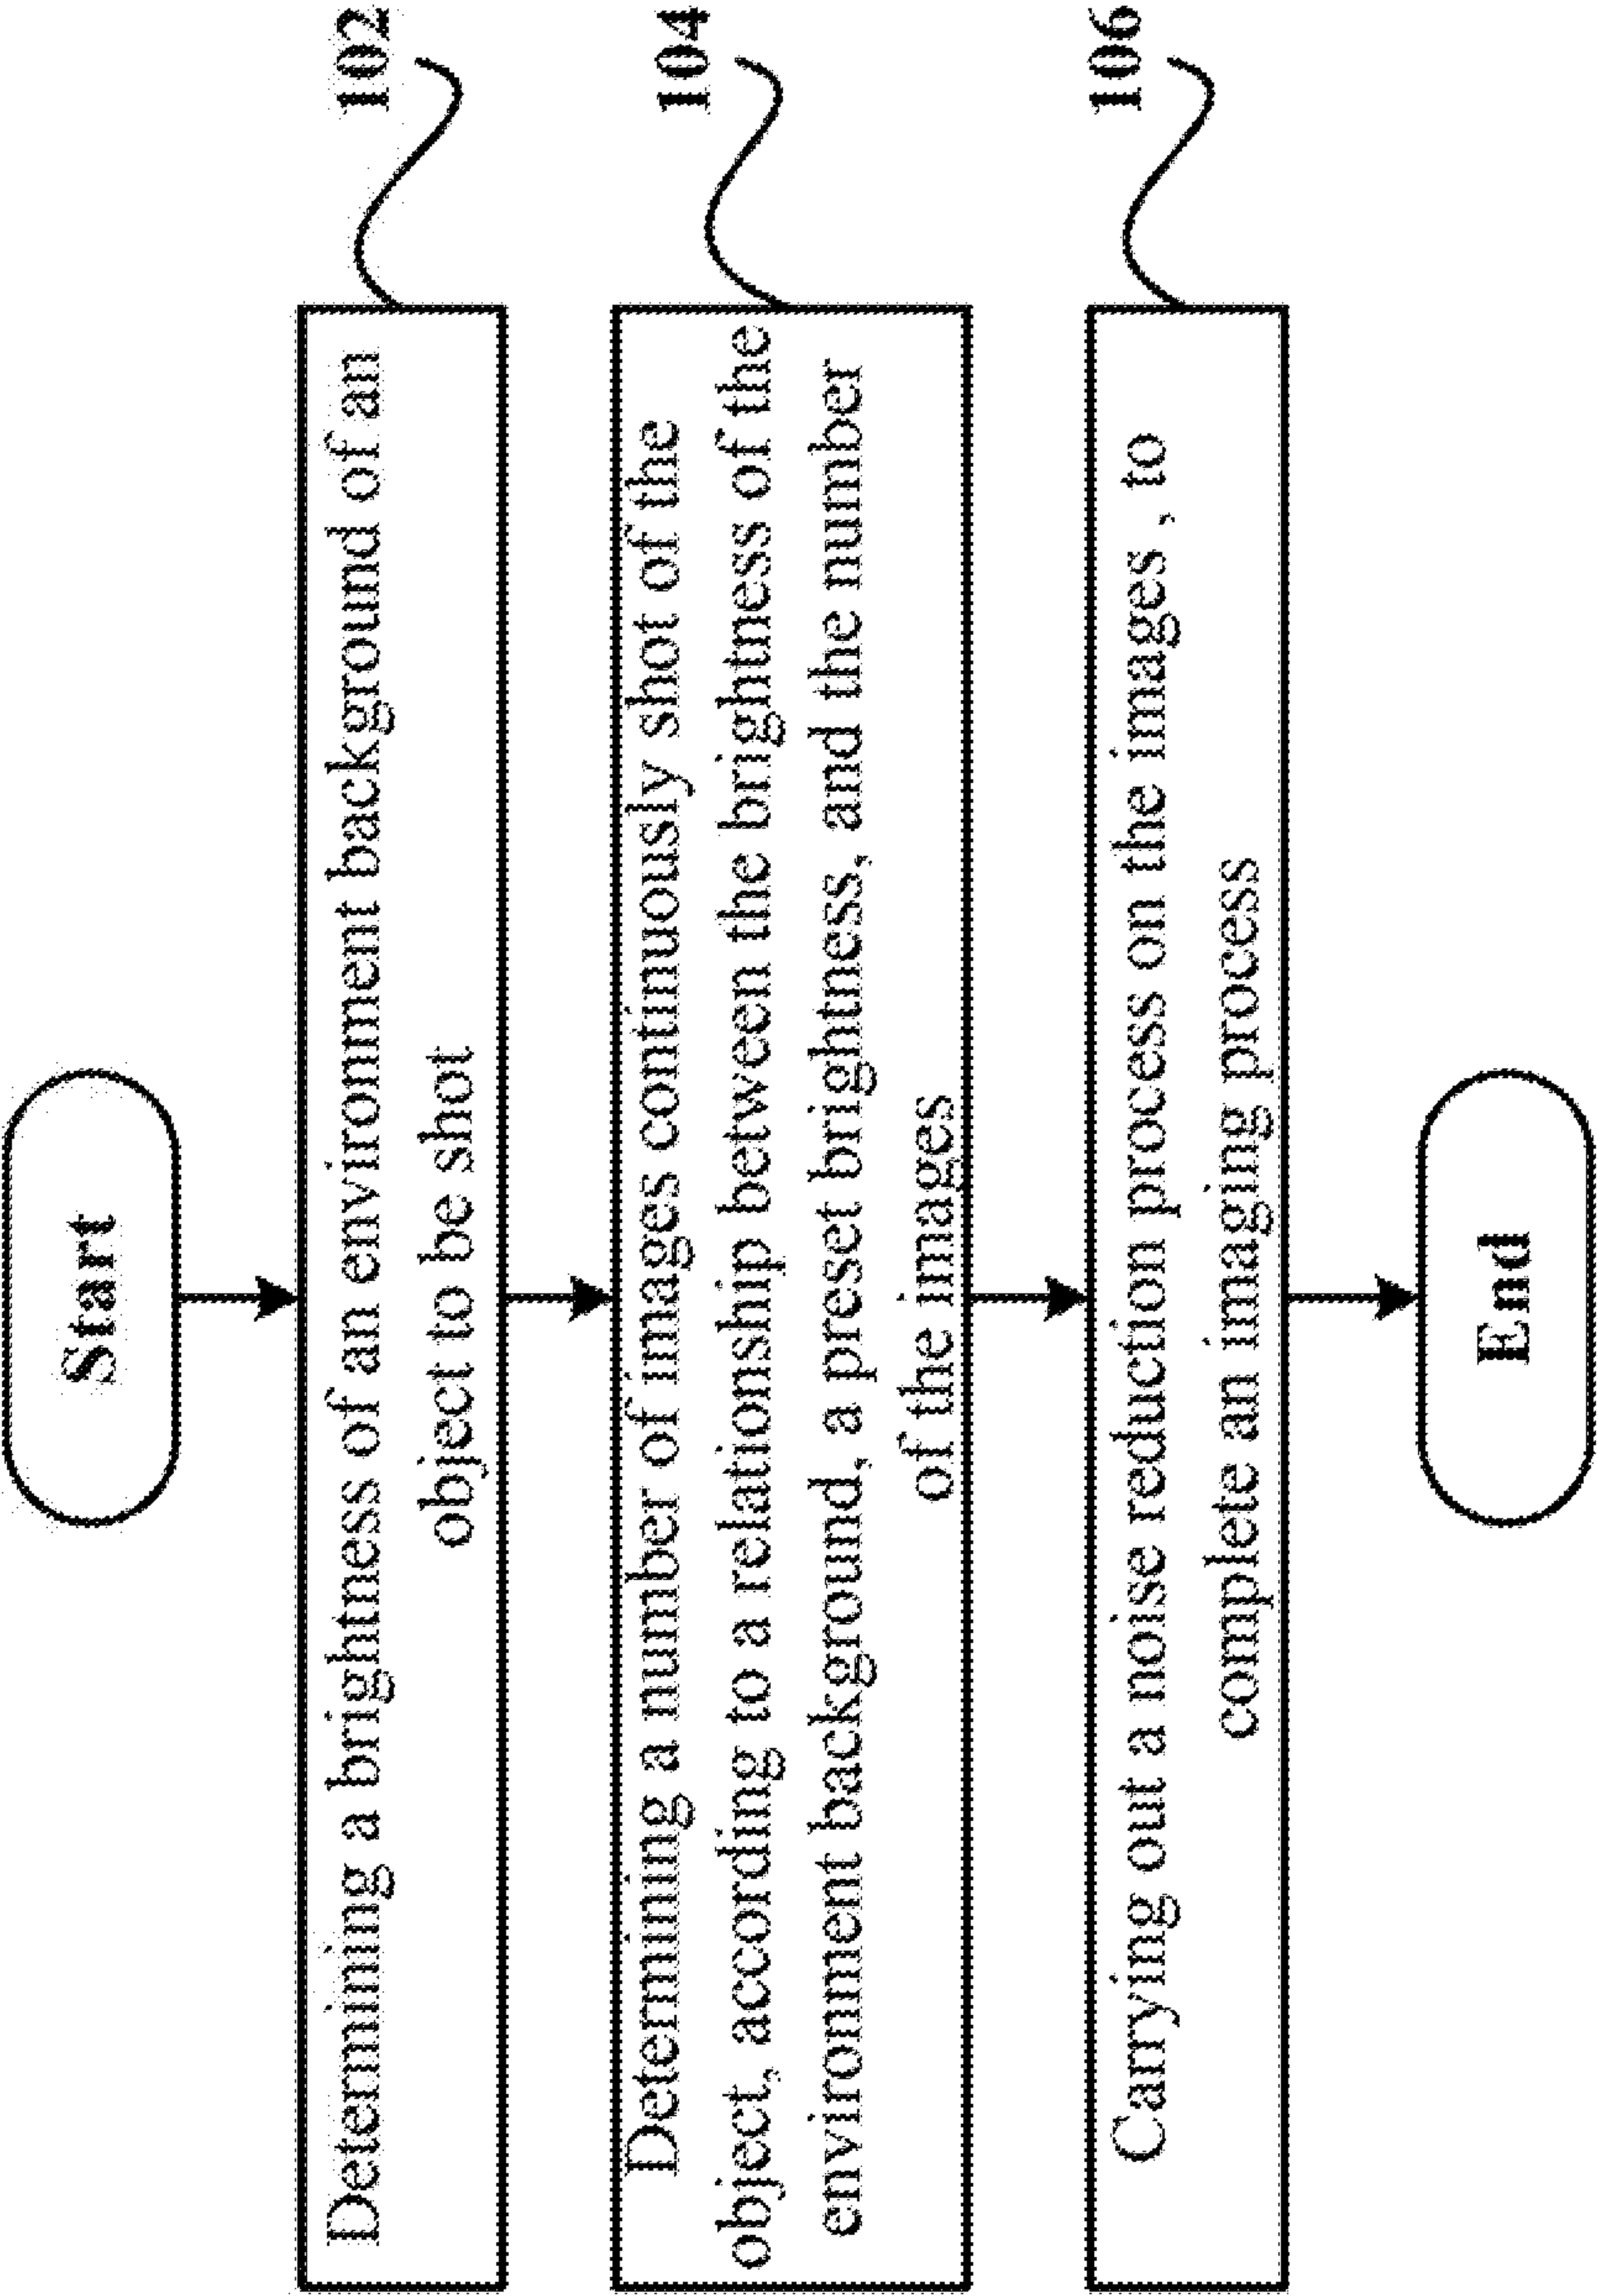 Start
102
Determining a brightness of an environment background of an
object to be shot
104
Determining a number of images continuously shot of the
object, according to a relationship between the brightness of the
environment background, a preset brightness, and the number
of the images
106
Carrying out a noise reduction process on the images , to
complete an imaging process
End